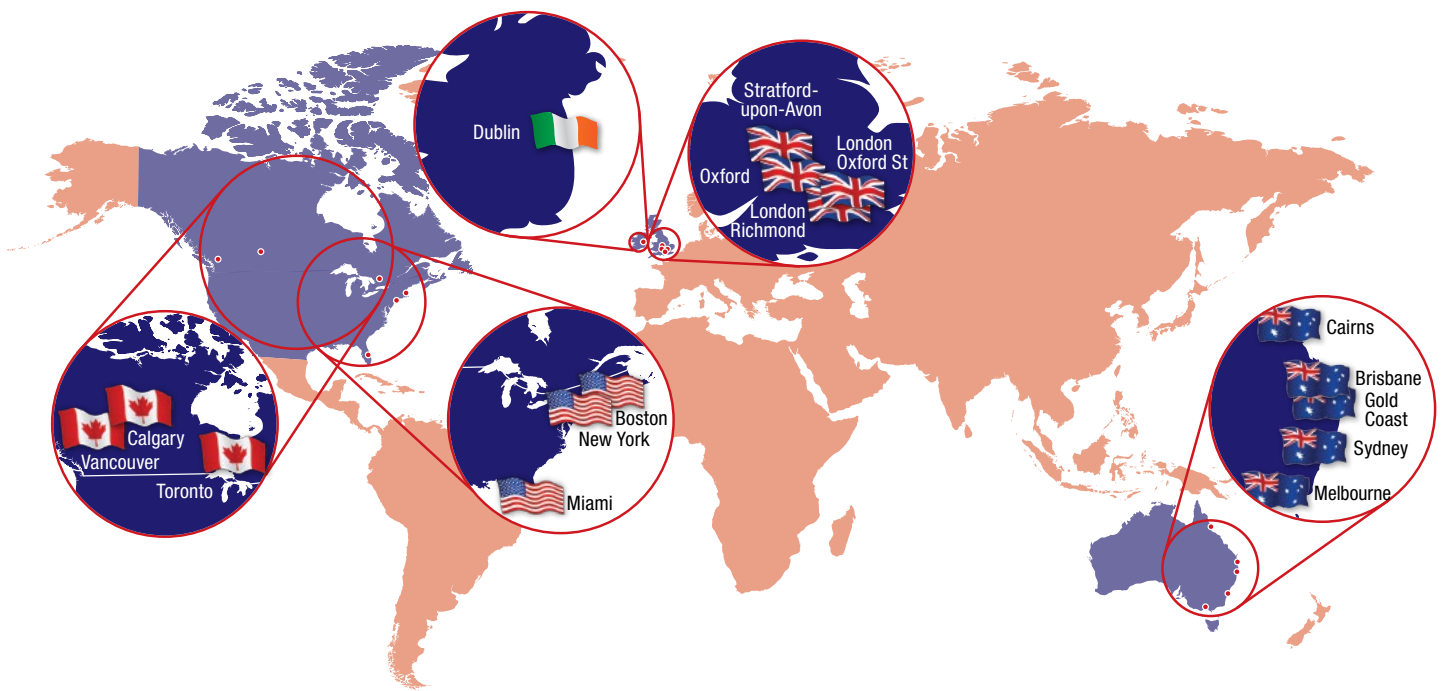 Dublin
Stratford-
upon-Avon
London
Oxford St
Oxford
London
Richmond
Calgary
Vancouver
Toronto
Boston
New York
Miami
Cairns
Brisbane
Gold
Coast
Sydney
Melbourne